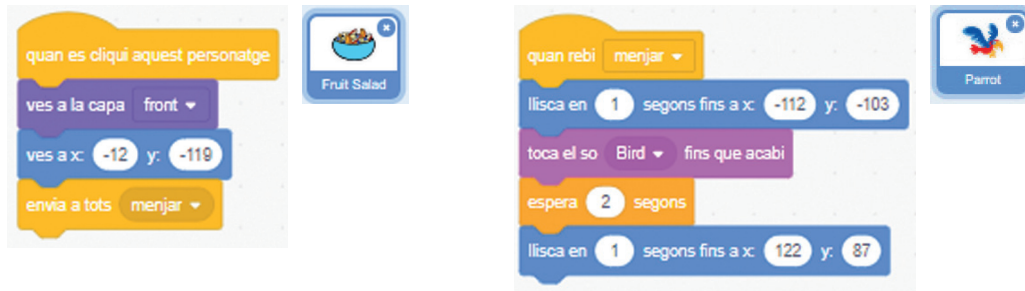 quan es cliqui aquest personatge
ves a la capa front
ves a x: -12 y: -119
envia a tots menjar
Fruit Salad
quan rebi menjar
llisca en 1 segons fins a x: -112 y: -103
toca el so Bird fins que acabi
espera 2 segons
llisca en 1 segons fins a x: 122 y: 87
Parrot